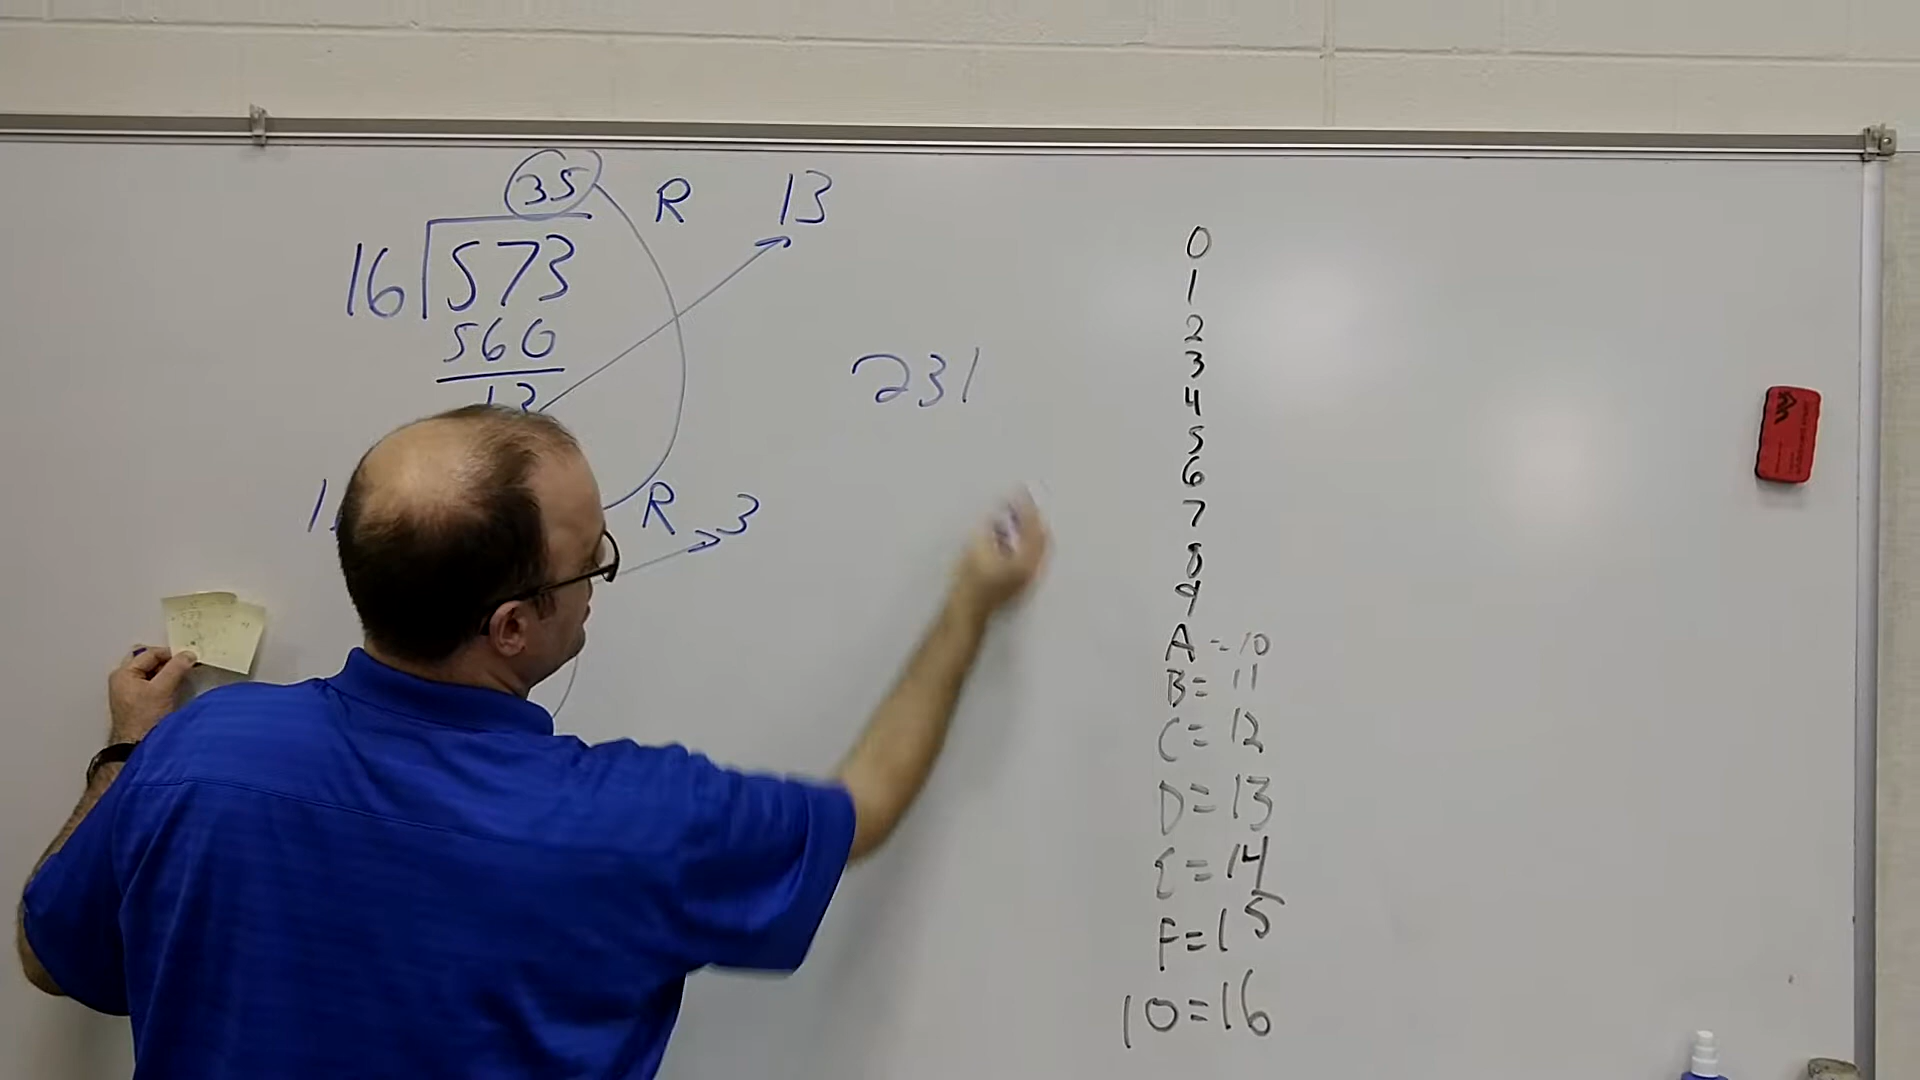 35 R 13
16 573
560
13
231
R 3
0
1
2
3
4
5
6
7
8
9
A = 10
B = 11
C = 12
D = 13
E = 14
F = 15
10 = 16